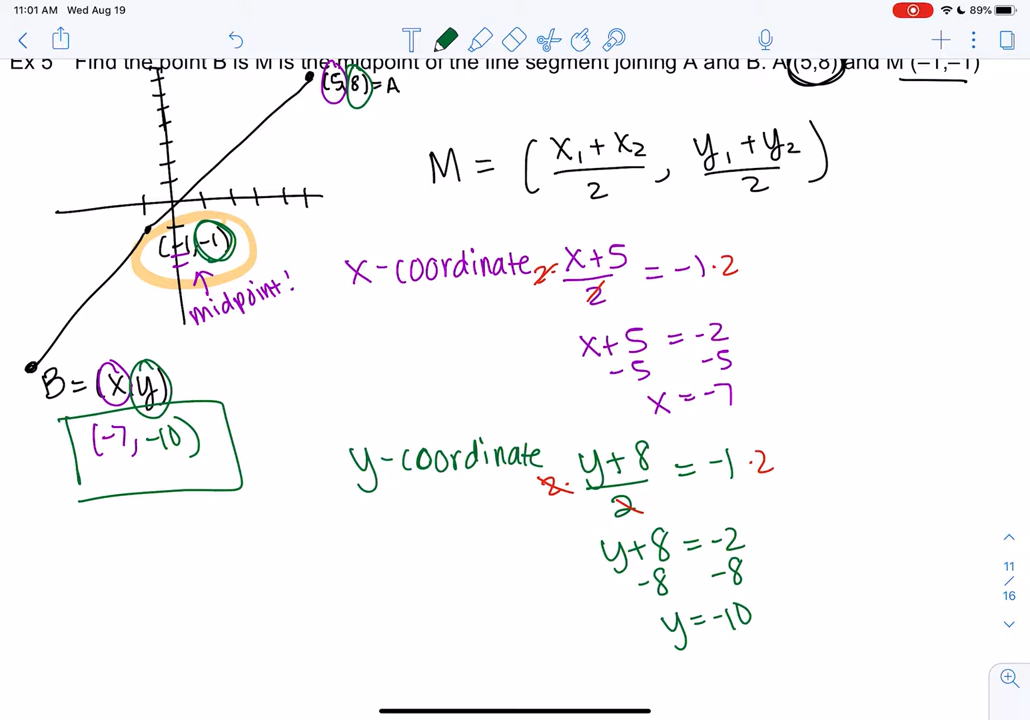 11:01 AM Wed Aug 19
89%
Ex 5 Find the point B is M is the midpoint of the line segment joining A and B. A (5,8) and M (−1,−1)
(5,8) = A
M = (x₁ + x₂ / 2, y₁ + y₂ / 2)
(-1,-1)
midpoint!
x-coordinate 2· x+5 / 2 = -1·2
x+5 = -2
-5 -5
x = -7
B = (x, y)
(-7, -10)
y-coordinate 2· y+8 / 2 = -1·2
y+8 = -2
-8 -8
y = -10
11
/
16